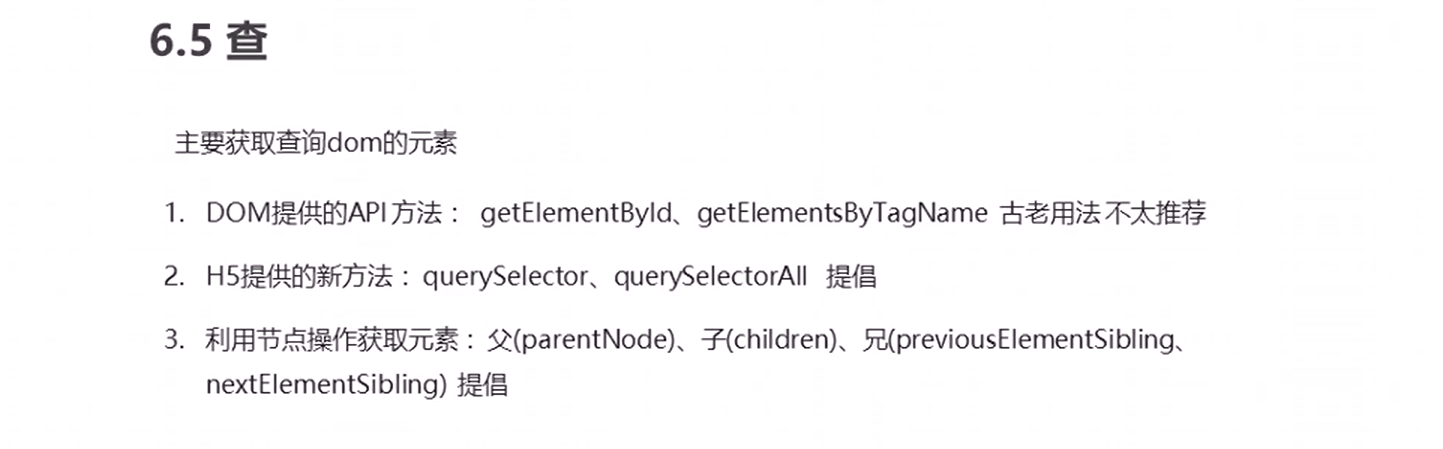 6.5 查
主要获取查询dom的元素
1. DOM提供的API 方法： getElementById、getElementsByTagName 古老用法 不太推荐
2. H5提供的新方法：querySelector、querySelectorAll 提倡
3. 利用节点操作获取元素：父(parentNode)、子(children)、兄(previousElementSibling、
nextElementSibling) 提倡